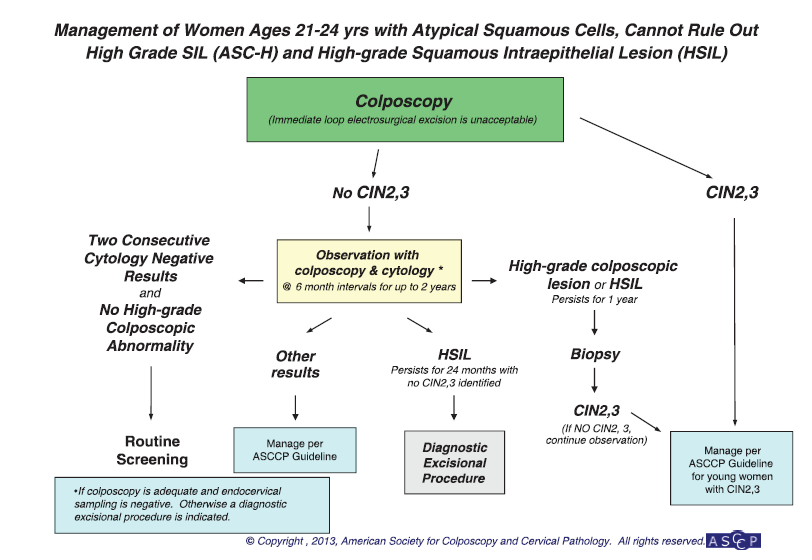 Management of Women Ages 21-24 yrs with Atypical Squamous Cells, Cannot Rule Out
High Grade SIL (ASC-H) and High-grade Squamous Intraepithelial Lesion (HSIL)
Colposcopy
(Immediate loop electrosurgical excision is unacceptable)
No CIN2,3
CIN2,3
Two Consecutive
Cytology Negative
Results
and
No High-grade
Colposcopic
Abnormality
Observation with
colposcopy & cytology *
@ 6 month intervals for up to 2 years
High-grade colposcopic
lesion or HSIL
Persists for 1 year
Other
results
HSIL
Persists for 24 months with
no CIN2,3 identified
Biopsy
CIN2,3
(If NO CIN2, 3,
continue observation)
Routine
Screening
Manage per
ASCCP Guideline
Diagnostic
Excisional
Procedure
Manage per
ASCCP Guideline
for young women
with CIN2,3
•If colposcopy is adequate and endocervical
sampling is negative. Otherwise a diagnostic
excisional procedure is indicated.
© Copyright , 2013, American Society for Colposcopy and Cervical Pathology. All rights reserved.
ASCCP